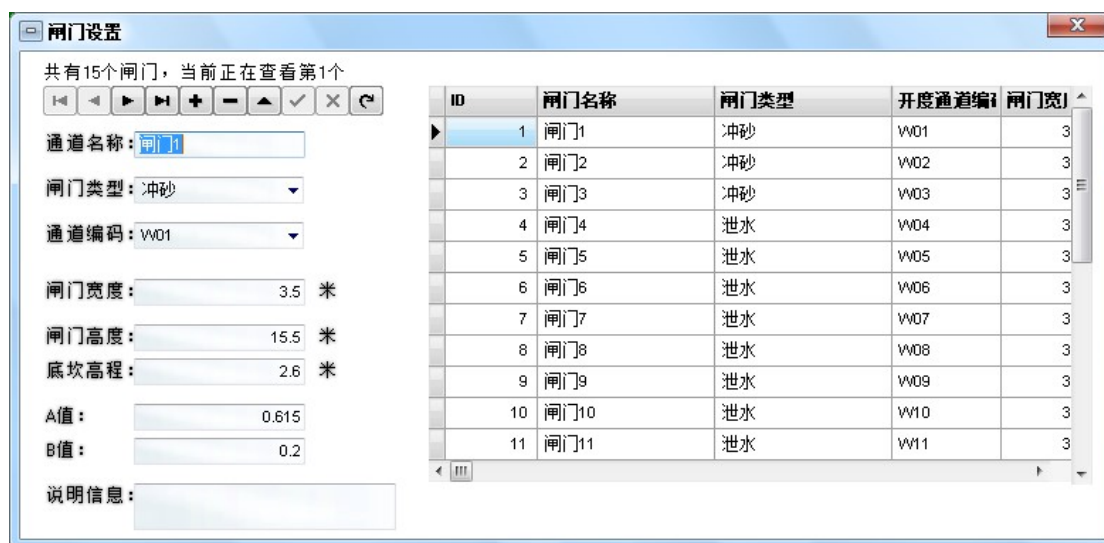 闸门设置
共有15个闸门，当前正在查看第1个
通道名称：闸门1
闸门类型：冲砂
通道编码：W01
闸门宽度：3.5 米
闸门高度：15.5 米
底坎高程：2.6 米
A值：0.615
B值：0.2
说明信息：
ID 闸门名称 闸门类型 开度通道编 闸门宽
1 闸门1 冲砂 W01 3
2 闸门2 冲砂 W02 3
3 闸门3 冲砂 W03 3
4 闸门4 泄水 W04 3
5 闸门5 泄水 W05 3
6 闸门6 泄水 W06 3
7 闸门7 泄水 W07 3
8 闸门8 泄水 W08 3
9 闸门9 泄水 W09 3
10 闸门10 泄水 W10 3
11 闸门11 泄水 W11 3